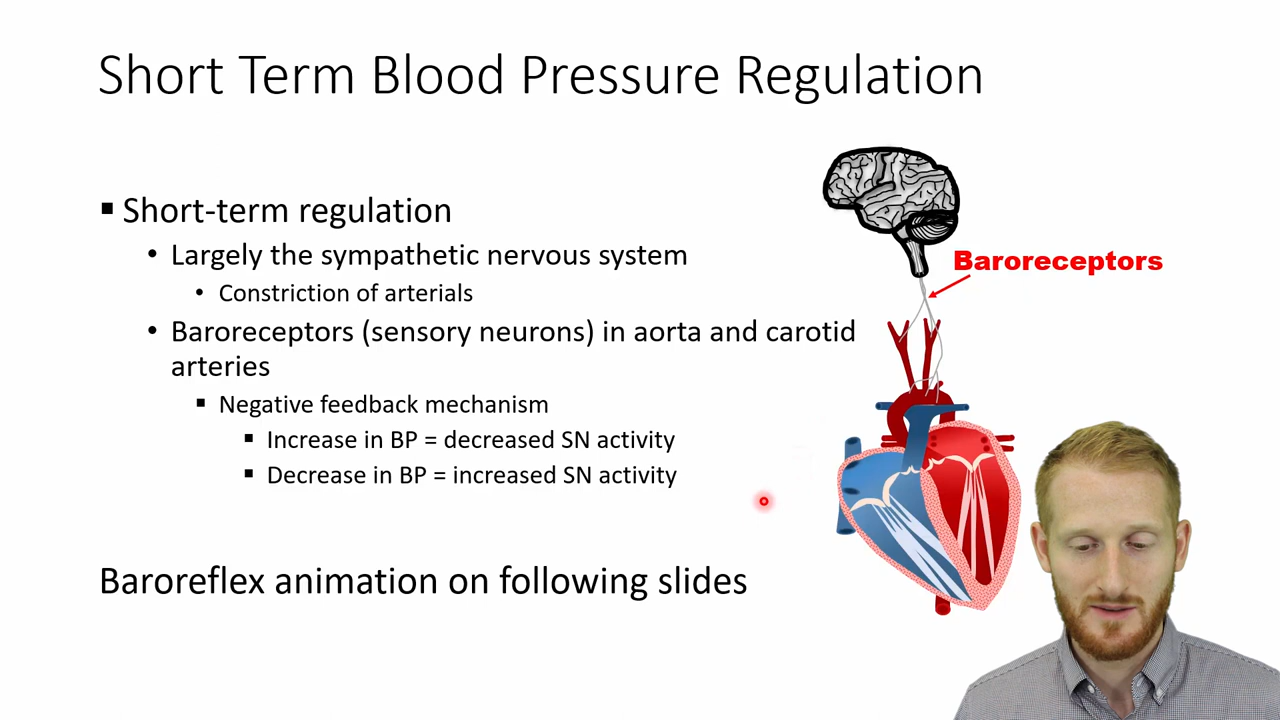 Short Term Blood Pressure Regulation
▪ Short-term regulation
• Largely the sympathetic nervous system
• Constriction of arterials
• Baroreceptors (sensory neurons) in aorta and carotid
arteries
▪ Negative feedback mechanism
▪ Increase in BP = decreased SN activity
▪ Decrease in BP = increased SN activity
Baroreceptors
Baroreflex animation on following slides